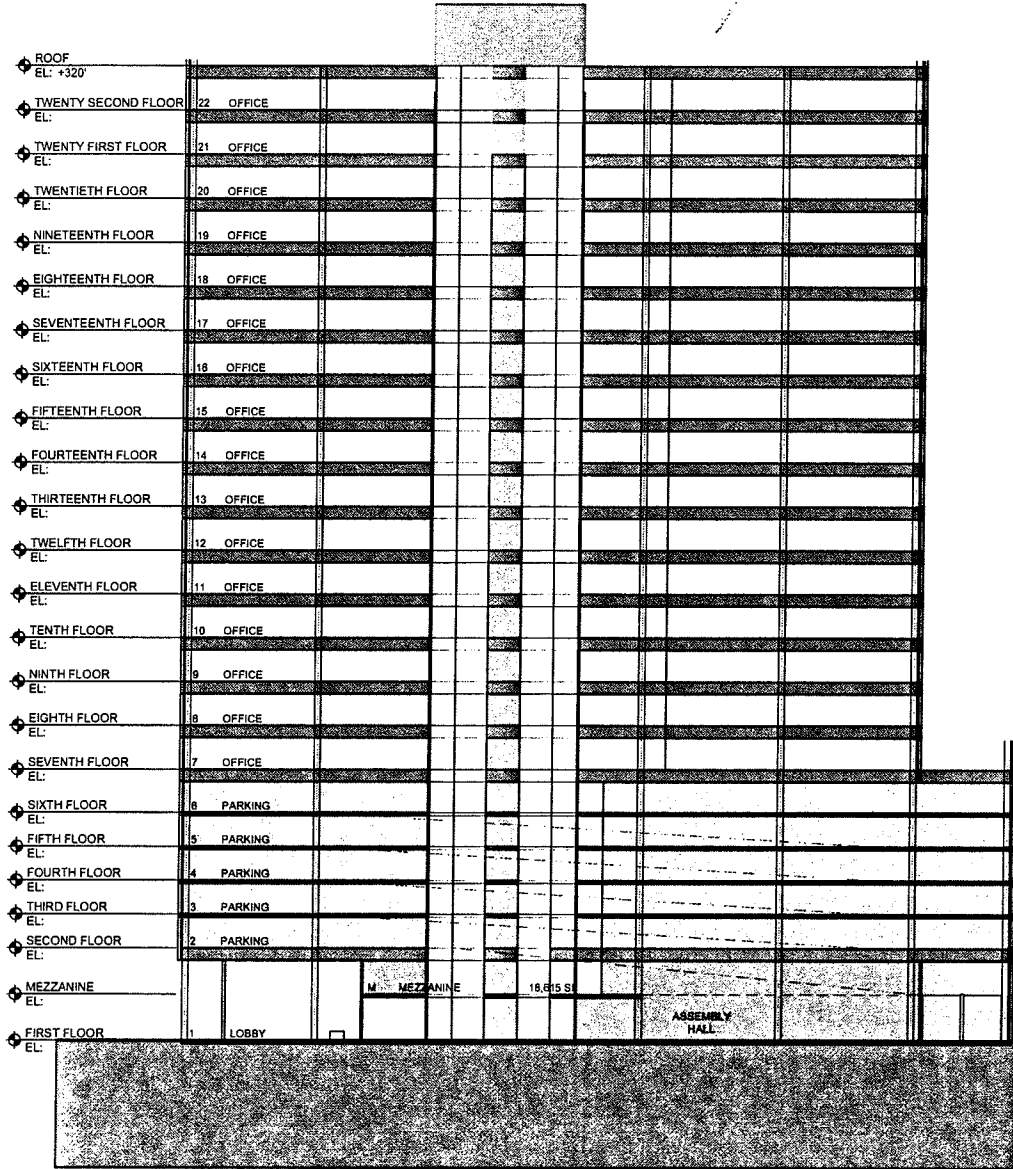 ROOF
EL: +320'
TWENTY SECOND FLOOR 22 OFFICE
EL:
TWENTY FIRST FLOOR 21 OFFICE
EL:
TWENTIETH FLOOR 20 OFFICE
EL:
NINETEENTH FLOOR 19 OFFICE
EL:
EIGHTEENTH FLOOR 18 OFFICE
EL:
SEVENTEENTH FLOOR 17 OFFICE
EL:
SIXTEENTH FLOOR 16 OFFICE
EL:
FIFTEENTH FLOOR 15 OFFICE
EL:
FOURTEENTH FLOOR 14 OFFICE
EL:
THIRTEENTH FLOOR 13 OFFICE
EL:
TWELFTH FLOOR 12 OFFICE
EL:
ELEVENTH FLOOR 11 OFFICE
EL:
TENTH FLOOR 10 OFFICE
EL:
NINTH FLOOR 9 OFFICE
EL:
EIGHTH FLOOR 8 OFFICE
EL:
SEVENTH FLOOR 7 OFFICE
EL:
SIXTH FLOOR 6 PARKING
EL:
FIFTH FLOOR 5 PARKING
EL:
FOURTH FLOOR 4 PARKING
EL:
THIRD FLOOR 3 PARKING
EL:
SECOND FLOOR 2 PARKING
EL:
MEZZANINE M MEZZANINE 16,615 SF
EL:
ASSEMBLY
HALL
FIRST FLOOR 1 LOBBY
EL: